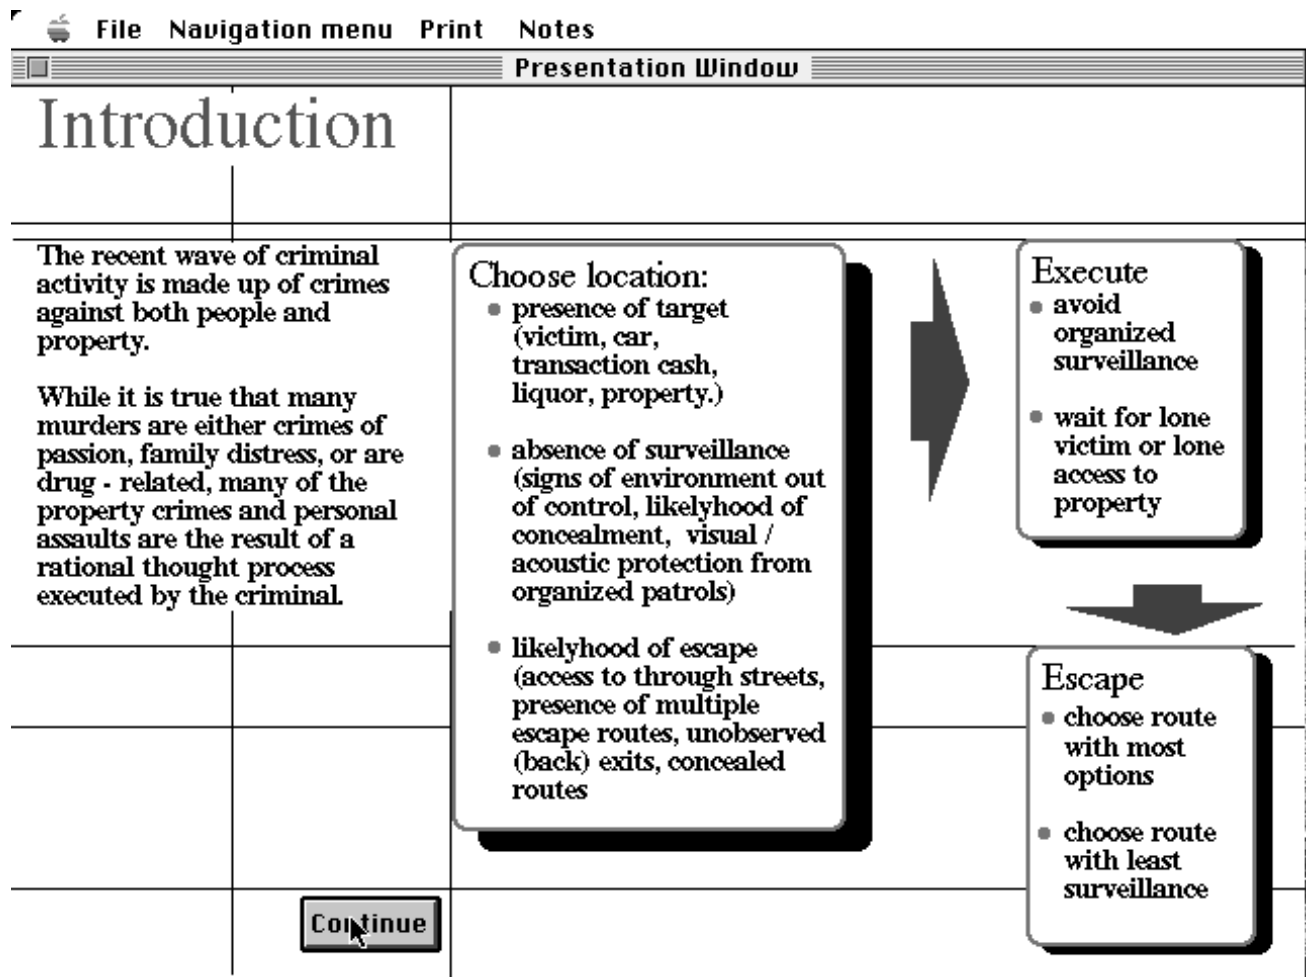 File Navigation menu Print Notes
Presentation Window
Introduction
The recent wave of criminal
activity is made up of crimes
against both people and
property.
While it is true that many
murders are either crimes of
passion, family distress, or are
drug - related, many of the
property crimes and personal
assaults are the result of a
rational thought process
executed by the criminal.
Choose location:
presence of target
(victim, car,
transaction cash,
liquor, property.)
absence of surveillance
(signs of environment out
of control, likelyhood of
concealment, visual /
acoustic protection from
organized patrols)
likelyhood of escape
(access to through streets,
presence of multiple
escape routes, unobserved
(back) exits, concealed
routes
Execute
avoid
organized
surveillance
wait for lone
victim or lone
access to
property
Escape
choose route
with most
options
choose route
with least
surveillance
Continue